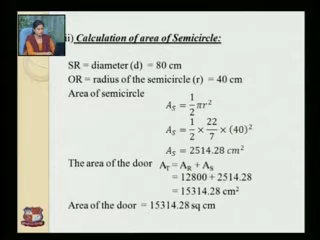 ii) Calculation of area of Semicircle:
SR = diameter (d) = 80 cm
OR = radius of the semicircle (r) = 40 cm
Area of semicircle
A_S = 1/2 πr²
A_S = 1/2 × 22/7 × (40)²
A_S = 2514.28 cm²
The area of the door A_T = A_R + A_S
= 12800 + 2514.28
= 15314.28 cm²
Area of the door = 15314.28 sq cm